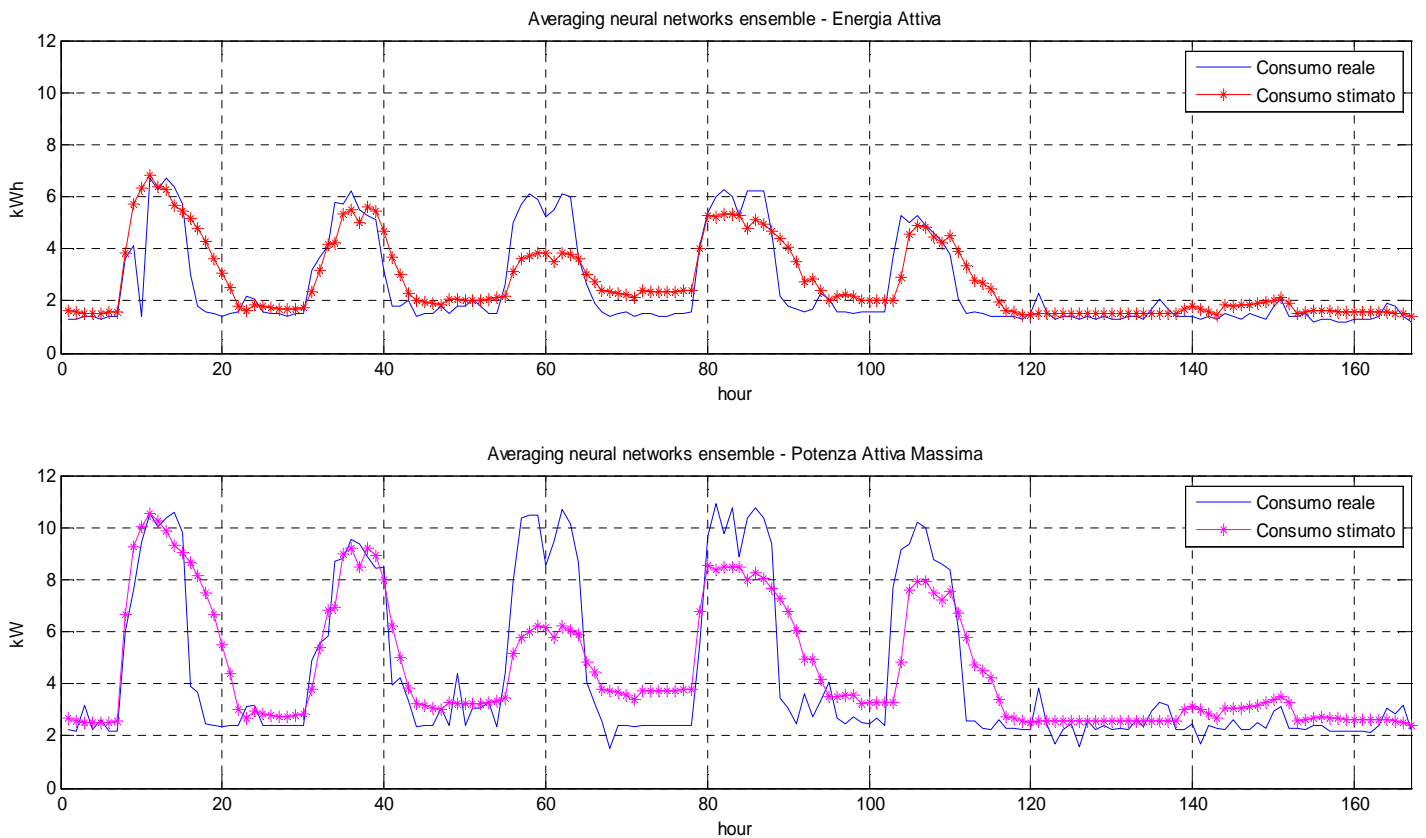 Averaging neural networks ensemble - Energia Attiva
12
10
8
6
4
2
0
kWh
Consumo reale
Consumo stimato
0 20 40 60 80 100 120 140 160
hour
Averaging neural networks ensemble - Potenza Attiva Massima
12
10
8
6
4
2
0
kW
Consumo reale
Consumo stimato
0 20 40 60 80 100 120 140 160
hour